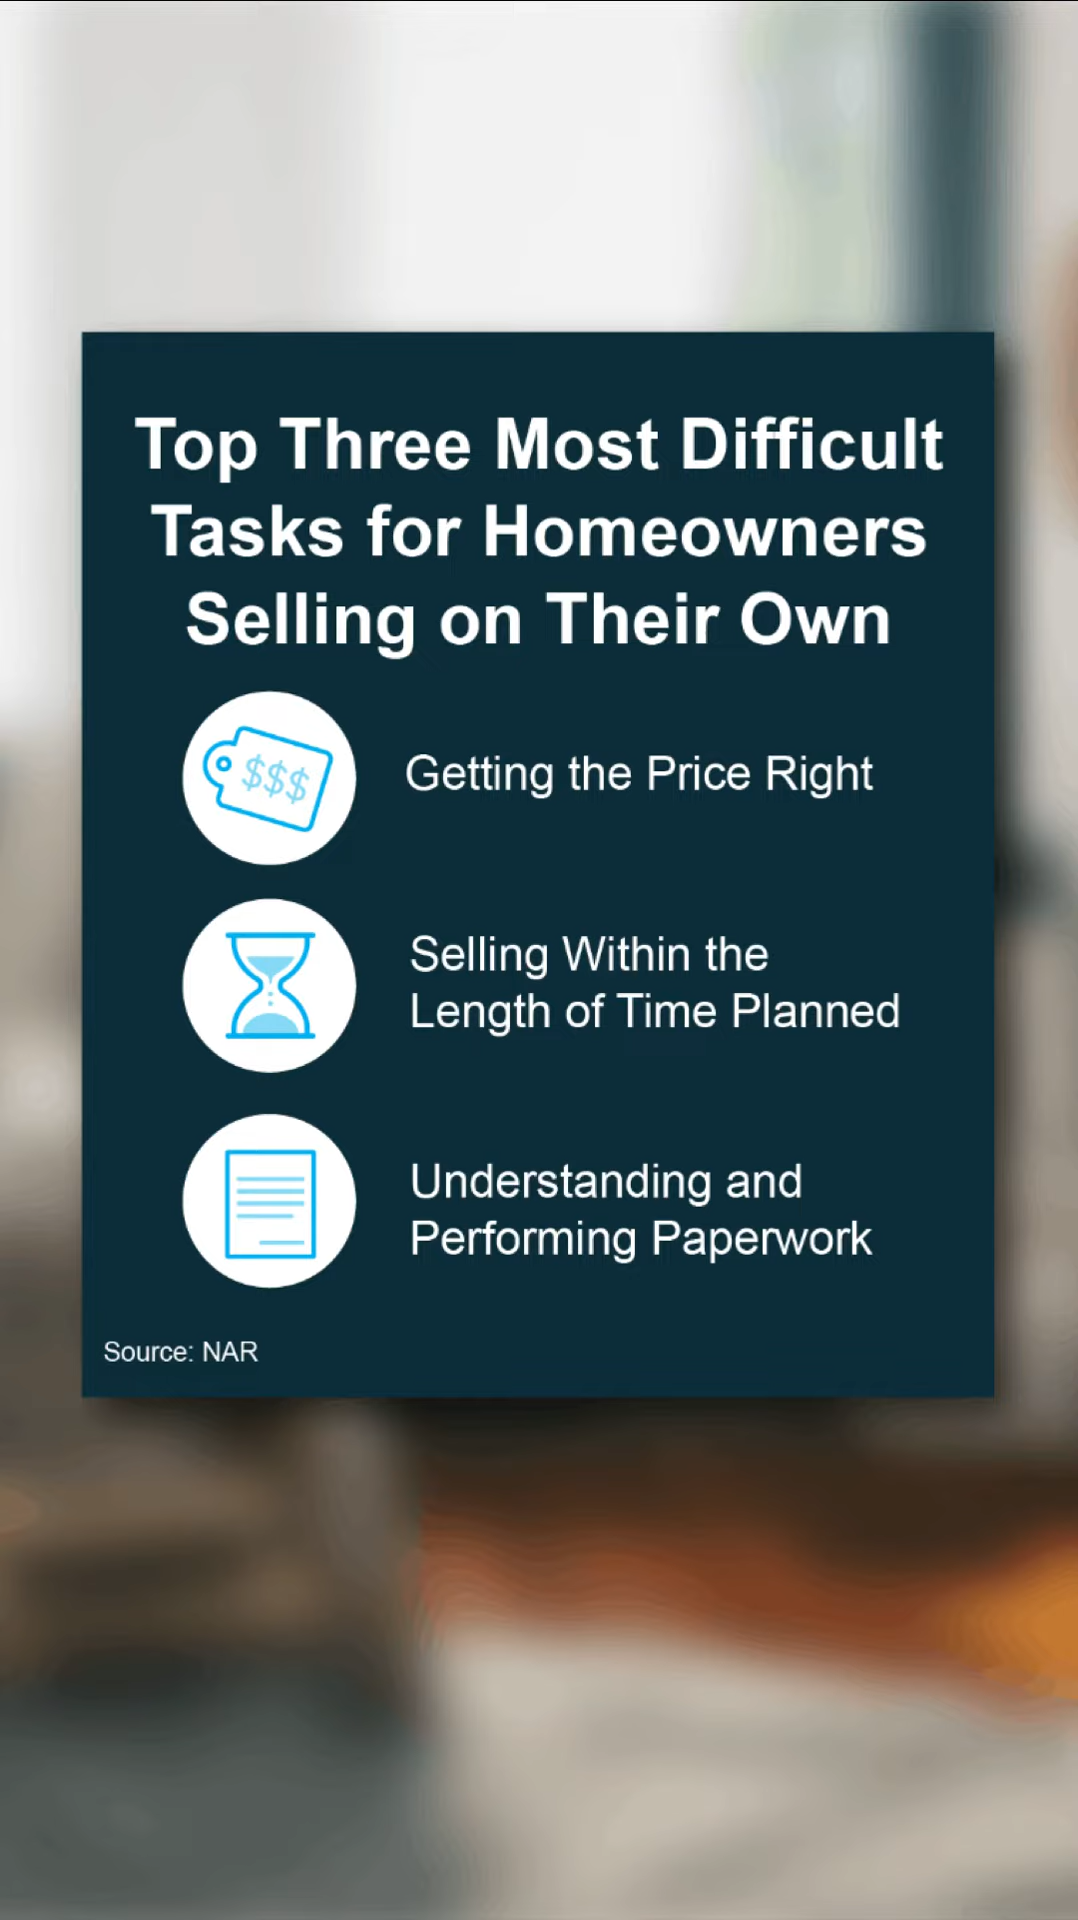 Top Three Most Difficult
Tasks for Homeowners
Selling on Their Own
$$$
Getting the Price Right
Selling Within the
Length of Time Planned
Understanding and
Performing Paperwork
Source: NAR